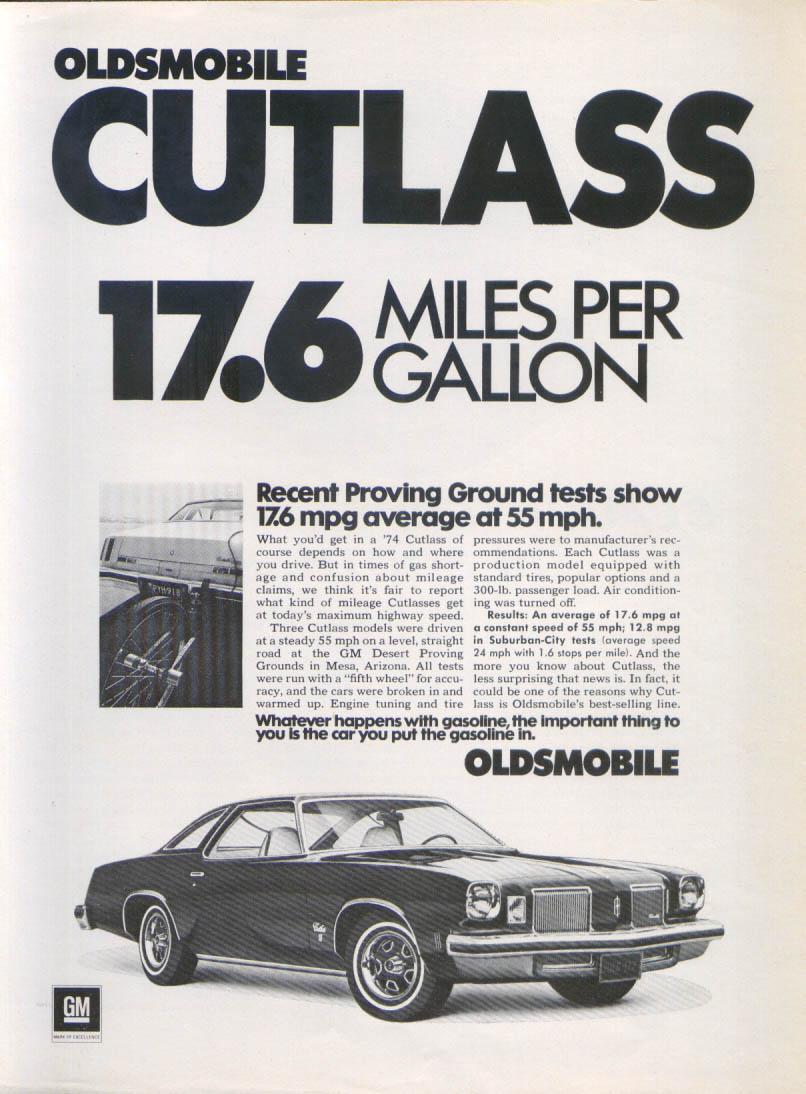 OLDSMOBILE
CUTLASS
17.6 MILES PER
GALLON
Recent Proving Ground tests show
17.6 mpg average at 55 mph.
What you'd get in a '74 Cutlass of
course depends on how and where
you drive. But in times of gas short-
age and confusion about mileage
claims, we think it's fair to report
what kind of mileage Cutlasses get
at today's maximum highway speed.
Three Cutlass models were driven
at a steady 55 mph on a level, straight
road at the GM Desert Proving
Grounds in Mesa, Arizona. All tests
were run with a "fifth wheel" for accu-
racy, and the cars were broken in and
warmed up. Engine tuning and tire
pressures were to manufacturer's rec-
ommendations. Each Cutlass was a
production model equipped with
standard tires, popular options and a
300-lb. passenger load. Air condition-
ing was turned off.
Results: An average of 17.6 mpg at
a constant speed of 55 mph; 12.8 mpg
in Suburban-City tests (average speed
24 mph with 1.6 stops per mile). And the
more you know about Cutlass, the
less surprising that news is. In fact, it
could be one of the reasons why Cut-
lass is Oldsmobile's best-selling line.
Whatever happens with gasoline, the important thing to
you is the car you put the gasoline in.
OLDSMOBILE
GM
MARK OF EXCELLENCE